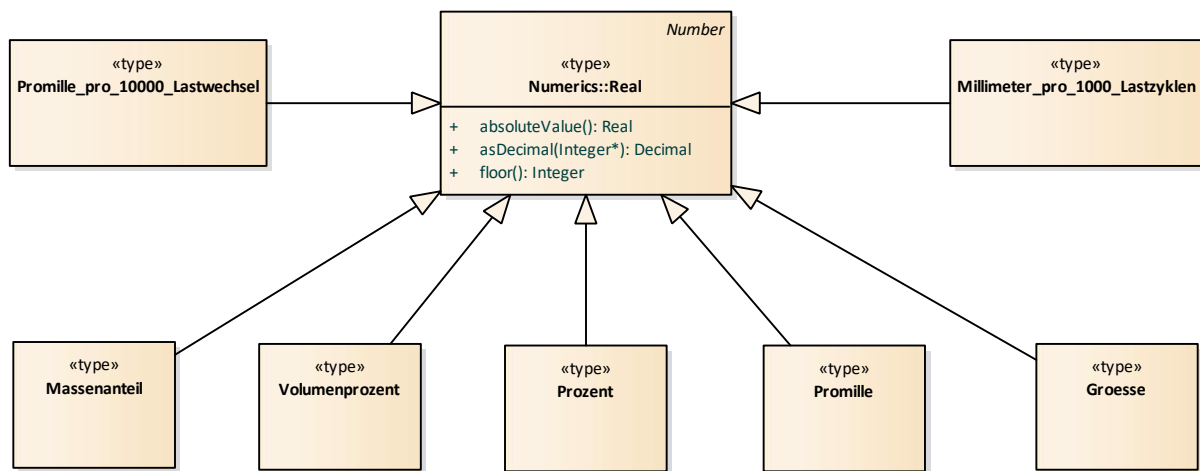 Number
«type»
Numerics::Real
+ absoluteValue(): Real
+ asDecimal(Integer*): Decimal
+ floor(): Integer
«type»
Promille_pro_10000_Lastwechsel
«type»
Millimeter_pro_1000_Lastzyklen
«type»
Massenanteil
«type»
Volumenprozent
«type»
Prozent
«type»
Promille
«type»
Groesse